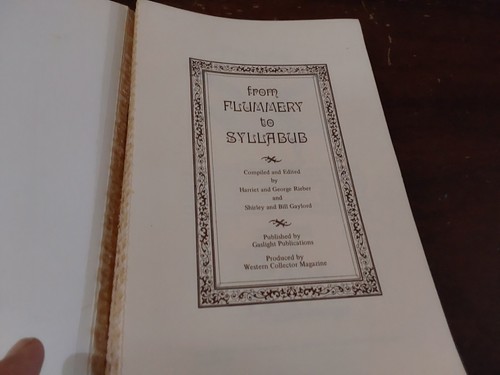 from
FLUMMERY
to
SYLLABUB
Compiled and Edited
by
Harriet and George
and
Shirley and Bill Gaylord
Published by
Gaslight Publications
Produced by
Western Collector Magazine